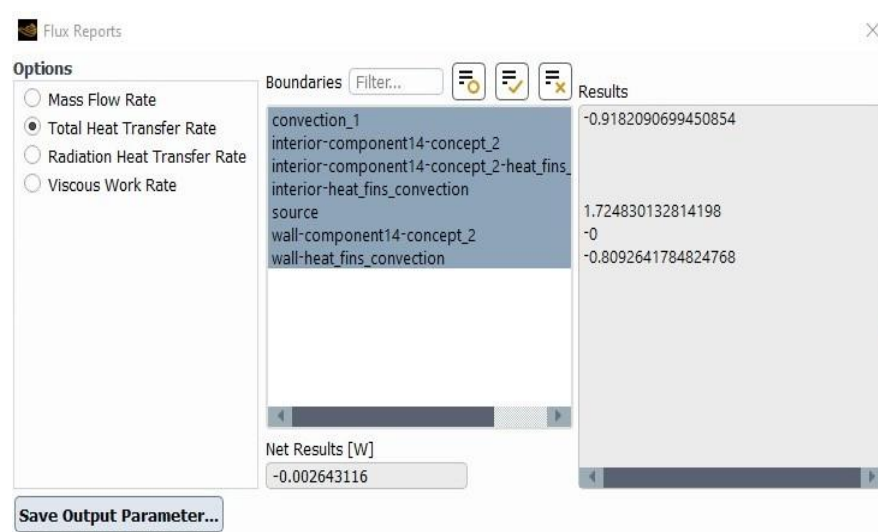 Flux Reports
Options
Mass Flow Rate
Total Heat Transfer Rate
Radiation Heat Transfer Rate
Viscous Work Rate
Boundaries Filter...
convection_1
interior-component14-concept_2
interior-component14-concept_2-heat_fins_
interior-heat_fins_convection
source
wall-component14-concept_2
wall-heat_fins_convection
Results
-0.9182090699450854
1.724830132814198
-0
-0.8092641784824768
Net Results [W]
-0.002643116
Save Output Parameter...